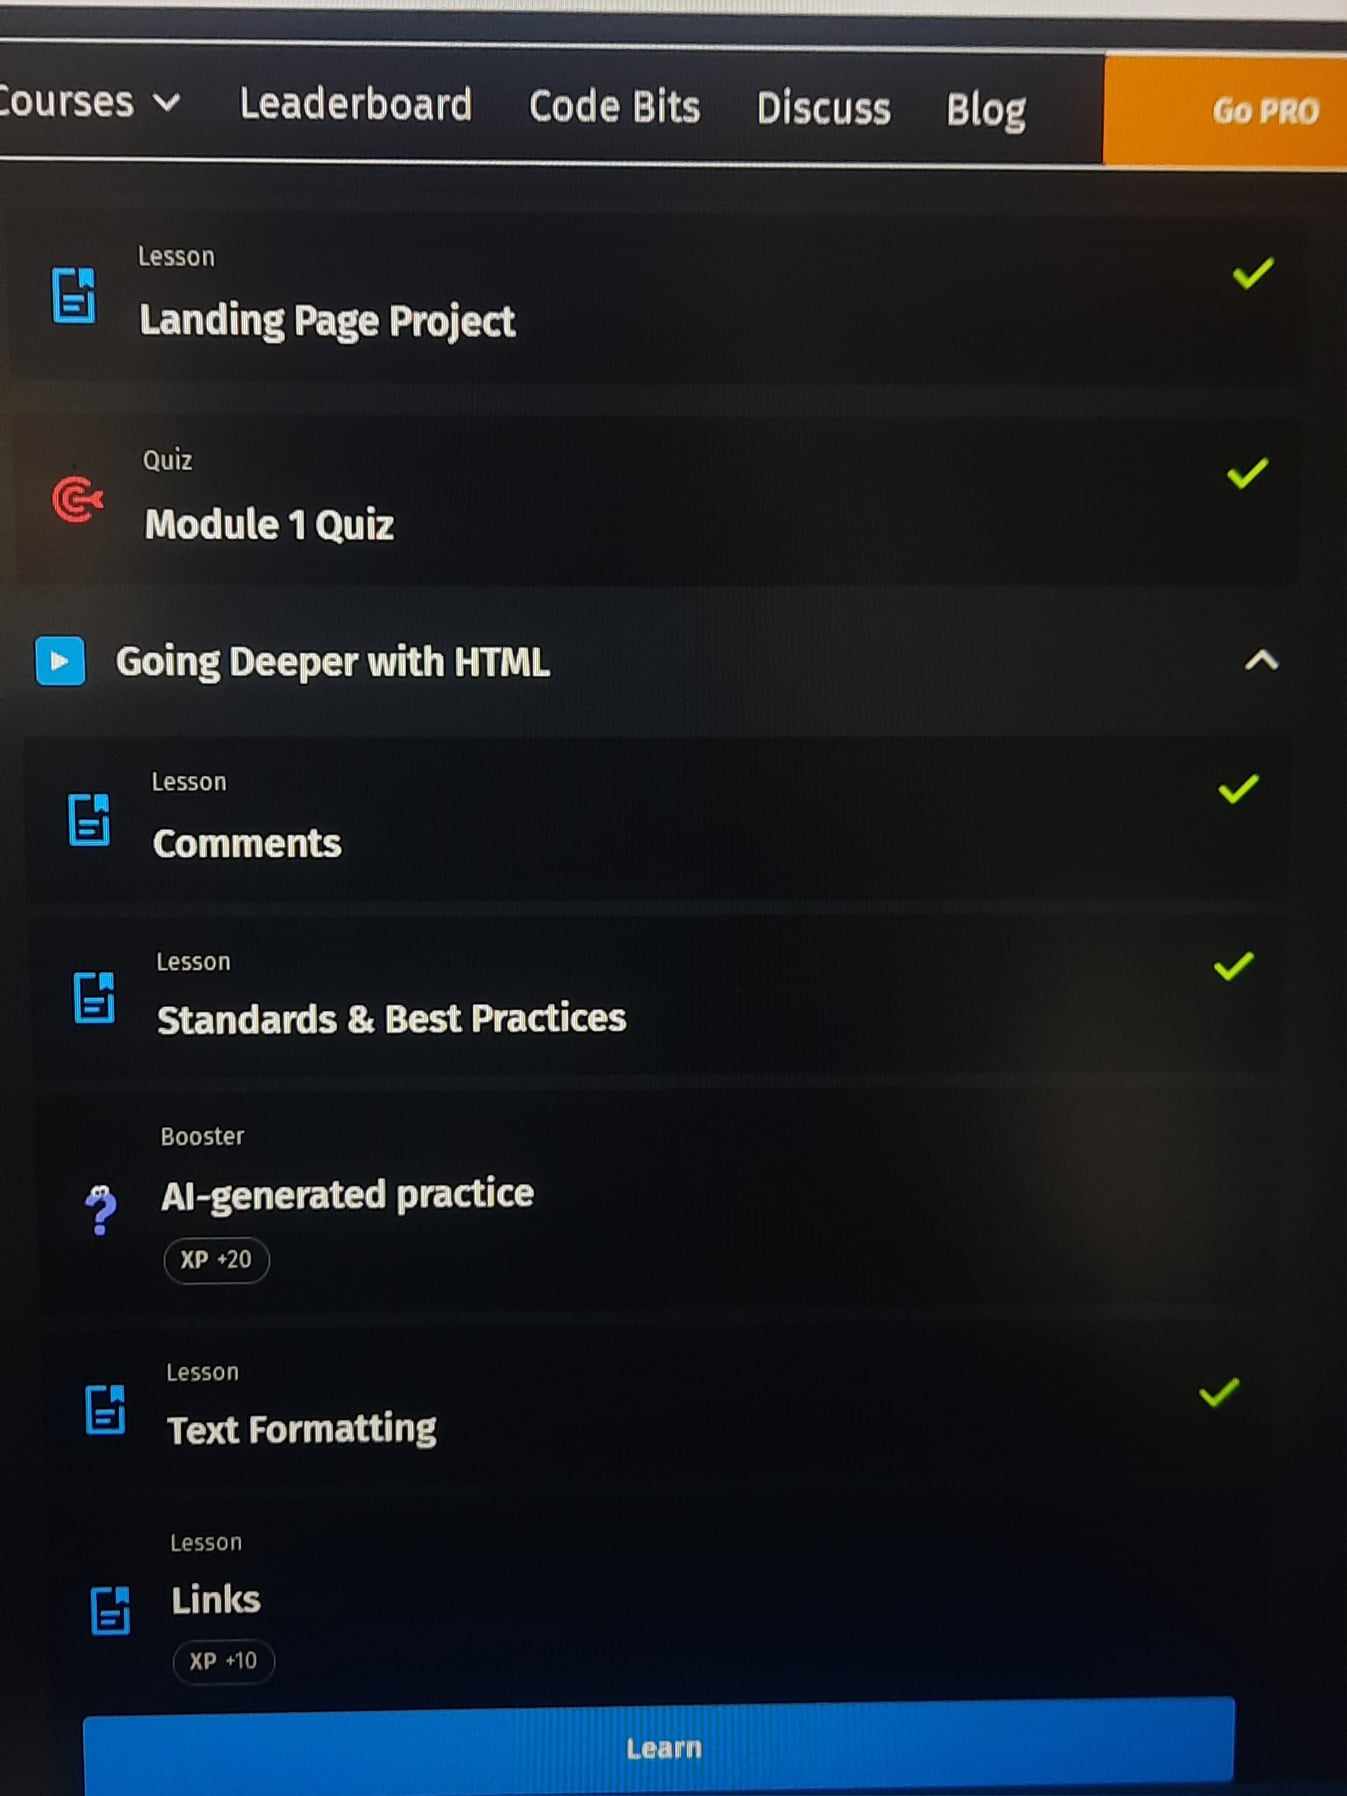 Courses
Leaderboard
Code Bits
Discuss
Blog
Go PRO
Lesson
Landing Page Project
Quiz
Module 1 Quiz
Going Deeper with HTML
Lesson
Comments
Lesson
Standards & Best Practices
Booster
AI-generated practice
XP +20
Lesson
Text Formatting
Lesson
Links
XP +10
Learn